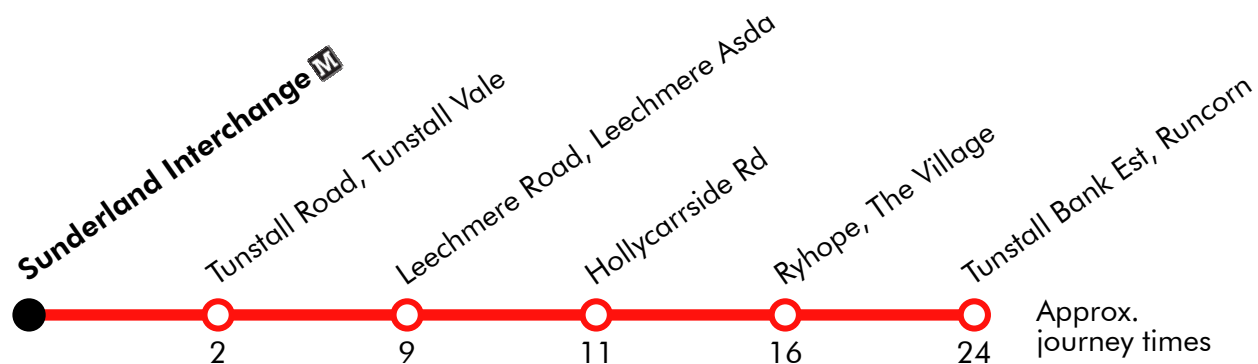 Sunderland Interchange M
Tunstall Road, Tunstall Vale
Leechmere Road, Leechmere Asda
Hollycarrside Rd
Ryhope, The Village
Tunstall Bank Est, Runcorn
2
9
11
16
24
Approx.
journey times